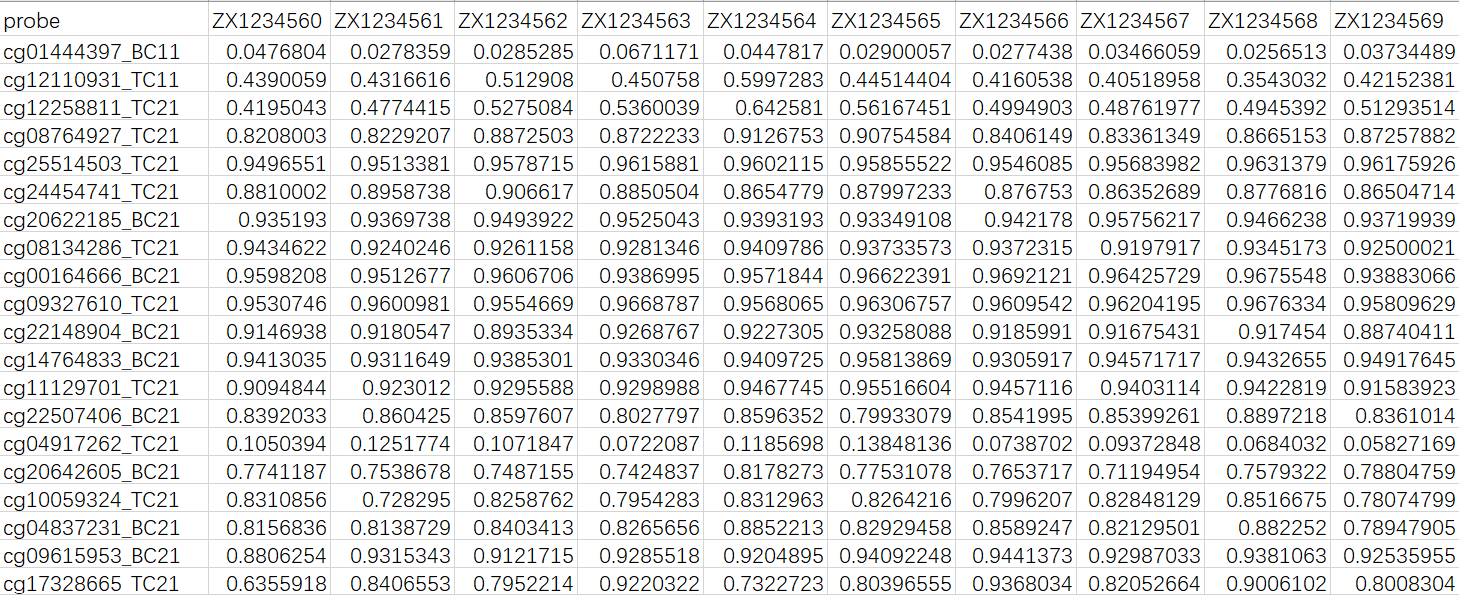 probe ZX1234560 ZX1234561 ZX1234562 ZX1234563 ZX1234564 ZX1234565 ZX1234566 ZX1234567 ZX1234568 ZX1234569
cg01444397_BC11 0.0476804 0.0278359 0.0285285 0.0671171 0.0447817 0.02900057 0.0277438 0.03466059 0.0256513 0.03734489
cg12110931_TC11 0.4390059 0.4316616 0.512908 0.450758 0.5997283 0.44514404 0.4160538 0.40518958 0.3543032 0.42152381
cg12258811_TC21 0.4195043 0.4774415 0.5275084 0.5360039 0.642581 0.56167451 0.4994903 0.48761977 0.4945392 0.51293514
cg08764927_TC21 0.8208003 0.8229207 0.8872503 0.8722233 0.9126753 0.90754584 0.8406149 0.83361349 0.8665153 0.87257882
cg25514503_TC21 0.9496551 0.9513381 0.9578715 0.9615881 0.9602115 0.95855522 0.9546085 0.95683982 0.9631379 0.96175926
cg24454741_TC21 0.8810002 0.8958738 0.906617 0.8850504 0.8654779 0.87997233 0.876753 0.86352689 0.8776816 0.86504714
cg20622185_BC21 0.935193 0.9369738 0.9493922 0.9525043 0.9393193 0.93349108 0.942178 0.95756217 0.9466238 0.93719939
cg08134286_TC21 0.9434622 0.9240246 0.9261158 0.9281346 0.9409786 0.93733573 0.9372315 0.9197917 0.9345173 0.92500021
cg00164666_BC21 0.9598208 0.9512677 0.9606706 0.9386995 0.9571844 0.96622391 0.9692121 0.96425729 0.9675548 0.93883066
cg09327610_TC21 0.9530746 0.9600981 0.9554669 0.9668787 0.9568065 0.96306757 0.9609542 0.96204195 0.9676334 0.95809629
cg22148904_BC21 0.9146938 0.9180547 0.8935334 0.9268767 0.9227305 0.93258088 0.9185991 0.91675431 0.917454 0.88740411
cg14764833_BC21 0.9413035 0.9311649 0.9385301 0.9330346 0.9409725 0.95813869 0.9305917 0.94571717 0.9432655 0.94917645
cg11129701_TC21 0.9094844 0.923012 0.9295588 0.9298988 0.9467745 0.95516604 0.9457116 0.9403114 0.9422819 0.91583923
cg22507406_BC21 0.8392033 0.860425 0.8597607 0.8027797 0.8596352 0.79933079 0.8541995 0.85399261 0.8897218 0.8361014
cg04917262_TC21 0.1050394 0.1251774 0.1071847 0.0722087 0.1185698 0.13848136 0.0738702 0.09372848 0.0684032 0.05827169
cg20642605_BC21 0.7741187 0.7538678 0.7487155 0.7424837 0.8178273 0.77531078 0.7653717 0.71194954 0.7579322 0.78804759
cg10059324_TC21 0.8310856 0.728295 0.8258762 0.7954283 0.8312963 0.8264216 0.7996207 0.82848129 0.8516675 0.78074799
cg04837231_BC21 0.8156836 0.8138729 0.8403413 0.8265656 0.8852213 0.82929458 0.8589247 0.82129501 0.882252 0.78947905
cg09615953_BC21 0.8806254 0.9315343 0.9121715 0.9285518 0.9204895 0.94092248 0.9441373 0.92987033 0.9381063 0.92535955
cg17328665_TC21 0.6355918 0.8406553 0.7952214 0.9220322 0.7322723 0.80396555 0.9368034 0.82052664 0.9006102 0.8008304